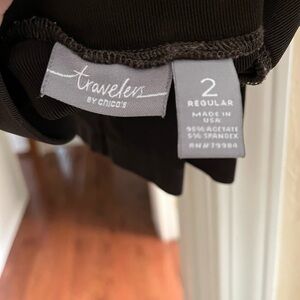 travelers
BY CHICO'S
2
REGULAR
MADE IN
USA
95% ACETATE
5% SPANDEX
RN# 79984